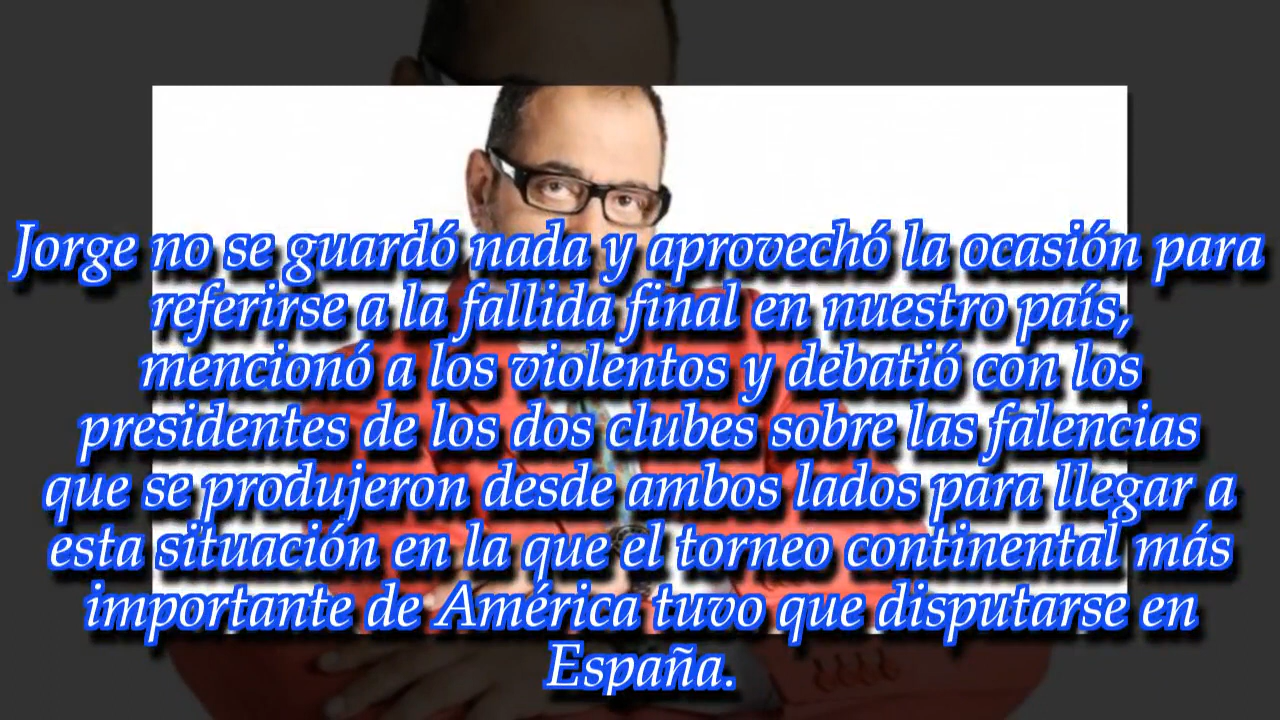 Jorge no se guardó nada y aprovechó la ocasión para
referirse a la fallida final en nuestro país,
mencionó a los violentos y debatió con los
presidentes de los dos clubes sobre las falencias
que se produjeron desde ambos lados para llegar a
esta situación en la que el torneo continental más
importante de América tuvo que disputarse en
España.